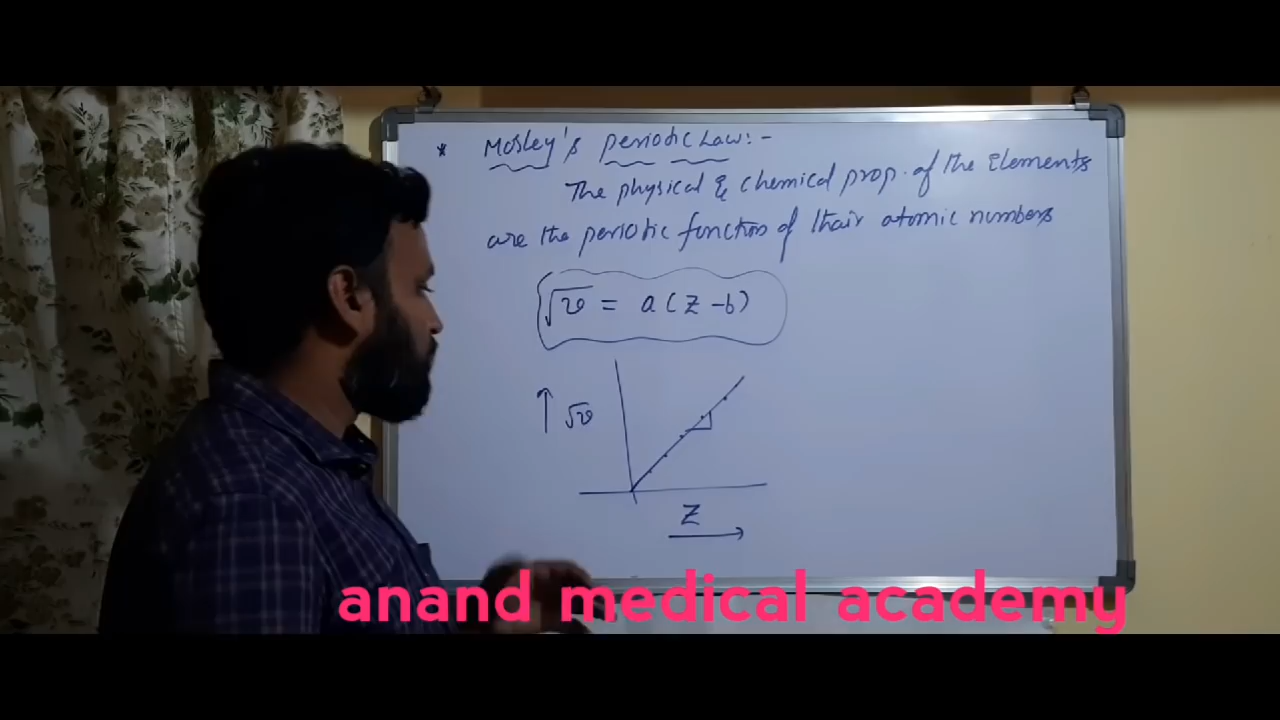 * Mosley's periodic Law:-
The physical & chemical prop. of the Elements
are the periodic function of thair atomic numbers
√ν = a(z-b)
↑ √ν
Z
→
anand medical academy